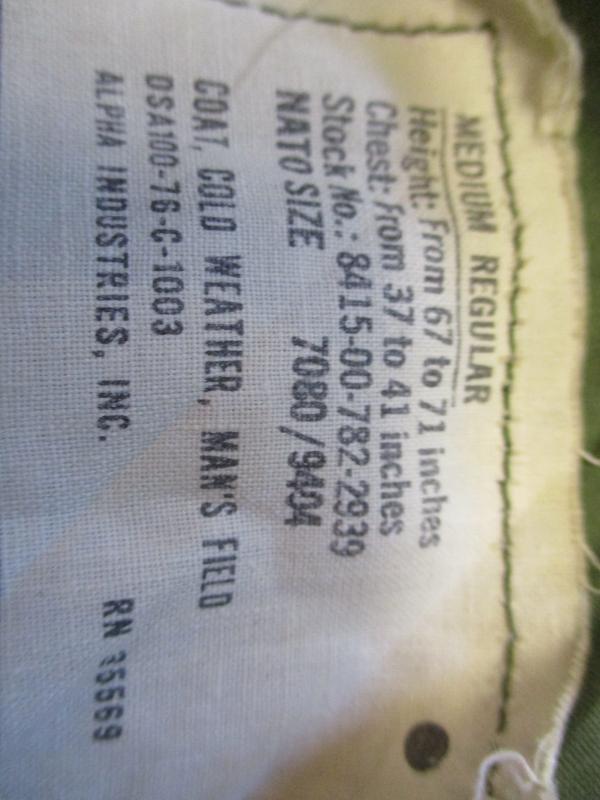 MEDIUM REGULAR
Height: From 67 to 71 inches
Chest: From 37 to 41 inches
Stock No.: 8415-00-782-2939
NATO SIZE 7080/9404
COAT, COLD WEATHER, MAN'S FIELD
DSA100-76-C-1003
ALPHA INDUSTRIES, INC. RN 35569